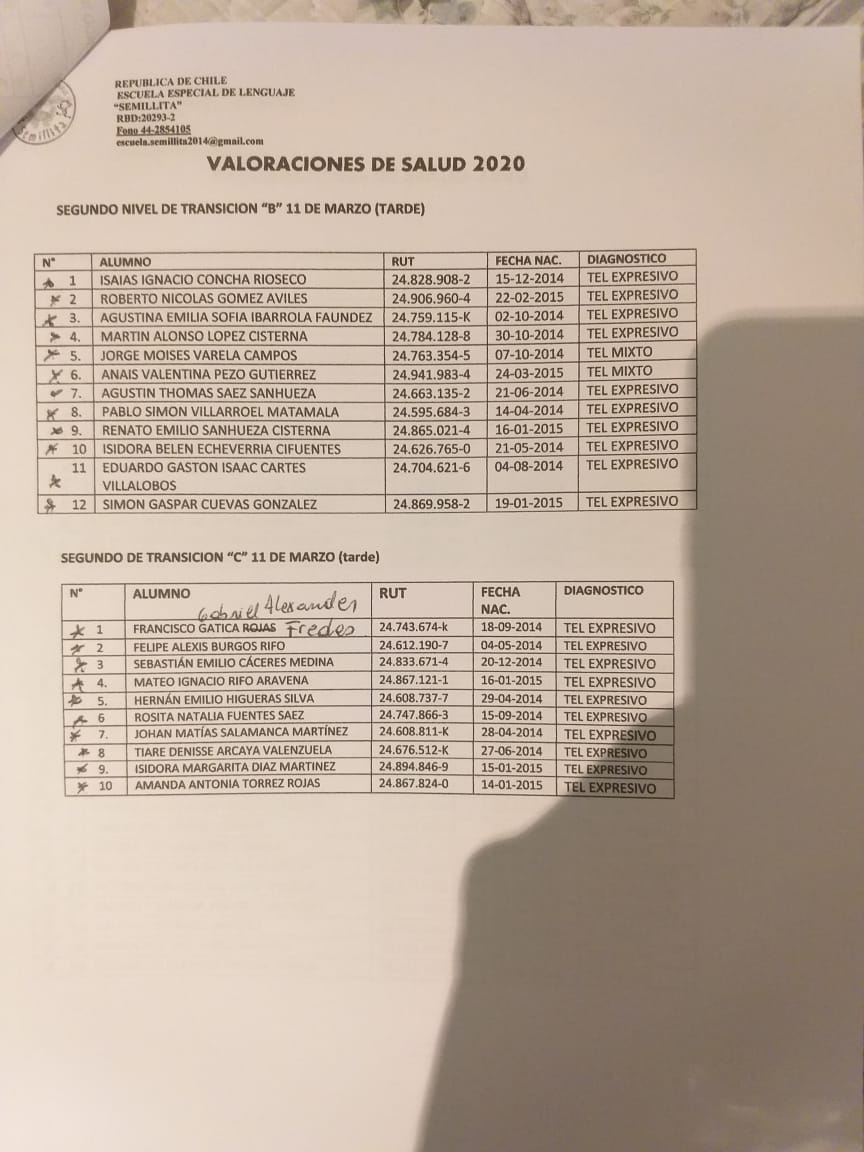 Semillita
REPUBLICA DE CHILE
ESCUELA ESPECIAL DE LENGUAJE
"SEMILLITA"
RBD:20293-2
Fono 44-2854105
escuela.semillita2014@gmail.com
VALORACIONES DE SALUD 2020
SEGUNDO NIVEL DE TRANSICION "B" 11 DE MARZO (TARDE)
N° ALUMNO RUT FECHA NAC. DIAGNOSTICO
1 ISAIAS IGNACIO CONCHA RIOSECO 24.828.908-2 15-12-2014 TEL EXPRESIVO
2 ROBERTO NICOLAS GOMEZ AVILES 24.906.960-4 22-02-2015 TEL EXPRESIVO
3. AGUSTINA EMILIA SOFIA IBARROLA FAUNDEZ 24.759.115-K 02-10-2014 TEL EXPRESIVO
4. MARTIN ALONSO LOPEZ CISTERNA 24.784.128-8 30-10-2014 TEL EXPRESIVO
5. JORGE MOISES VARELA CAMPOS 24.763.354-5 07-10-2014 TEL MIXTO
6. ANAIS VALENTINA PEZO GUTIERREZ 24.941.983-4 24-03-2015 TEL MIXTO
7. AGUSTIN THOMAS SAEZ SANHUEZA 24.663.135-2 21-06-2014 TEL EXPRESIVO
8. PABLO SIMON VILLARROEL MATAMALA 24.595.684-3 14-04-2014 TEL EXPRESIVO
9. RENATO EMILIO SANHUEZA CISTERNA 24.865.021-4 16-01-2015 TEL EXPRESIVO
10 ISIDORA BELEN ECHEVERRIA CIFUENTES 24.626.765-0 21-05-2014 TEL EXPRESIVO
11 EDUARDO GASTON ISAAC CARTES 24.704.621-6 04-08-2014 TEL EXPRESIVO
VILLALOBOS
12 SIMON GASPAR CUEVAS GONZALEZ 24.869.958-2 19-01-2015 TEL EXPRESIVO
SEGUNDO DE TRANSICION "C" 11 DE MARZO (tarde)
N° ALUMNO RUT FECHA DIAGNOSTICO
NAC.
Gabriel Alexander
1 FRANCISCO GATICA ROJAS Fredes 24.743.674-k 18-09-2014 TEL EXPRESIVO
2 FELIPE ALEXIS BURGOS RIFO 24.612.190-7 04-05-2014 TEL EXPRESIVO
3 SEBASTIÁN EMILIO CÁCERES MEDINA 24.833.671-4 20-12-2014 TEL EXPRESIVO
4. MATEO IGNACIO RIFO ARAVENA 24.867.121-1 16-01-2015 TEL EXPRESIVO
5. HERNÁN EMILIO HIGUERAS SILVA 24.608.737-7 29-04-2014 TEL EXPRESIVO
6 ROSITA NATALIA FUENTES SAEZ 24.747.866-3 15-09-2014 TEL EXPRESIVO
7. JOHAN MATÍAS SALAMANCA MARTÍNEZ 24.608.811-K 28-04-2014 TEL EXPRESIVO
8 TIARE DENISSE ARCAYA VALENZUELA 24.676.512-K 27-06-2014 TEL EXPRESIVO
9. ISIDORA MARGARITA DIAZ MARTINEZ 24.894.846-9 15-01-2015 TEL EXPRESIVO
10 AMANDA ANTONIA TORREZ ROJAS 24.867.824-0 14-01-2015 TEL EXPRESIVO